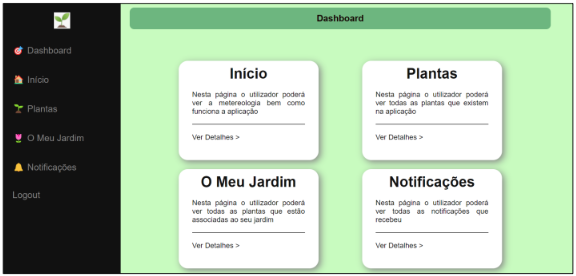 Dashboard
Início
Plantas
O Meu Jardim
Notificações
Logout
Dashboard
Início
Nesta página o utilizador poderá
ver a metereologia bem como
funciona a aplicação
Ver Detalhes >
Plantas
Nesta página o utilizador poderá
ver todas as plantas que existem
na aplicação
Ver Detalhes >
O Meu Jardim
Nesta página o utilizador poderá
ver todas as plantas que estão
associadas ao seu jardim
Ver Detalhes >
Notificações
Nesta página o utilizador poderá
ver todas as notificações que
recebeu
Ver Detalhes >